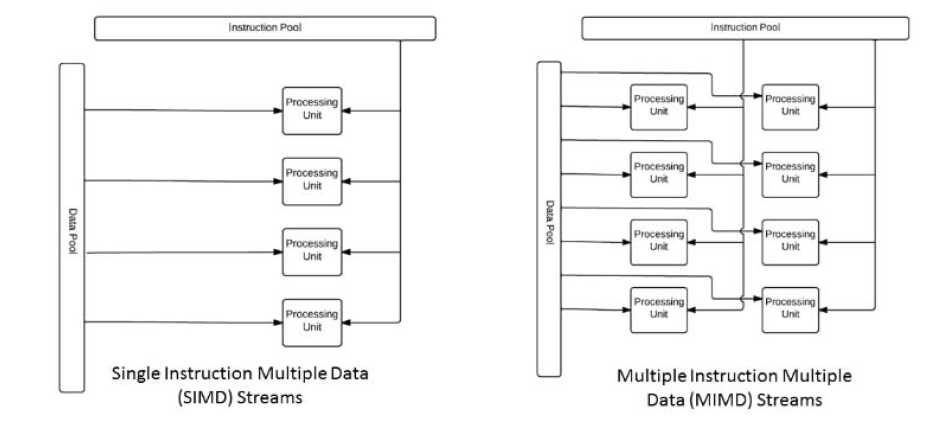 Instruction Pool
Data Pool
Processing
Unit
Processing
Unit
Processing
Unit
Processing
Unit
Single Instruction Multiple Data
(SIMD) Streams
Instruction Pool
Data Pool
Processing
Unit
Processing
Unit
Processing
Unit
Processing
Unit
Processing
Unit
Processing
Unit
Processing
Unit
Processing
Unit
Multiple Instruction Multiple
Data (MIMD) Streams